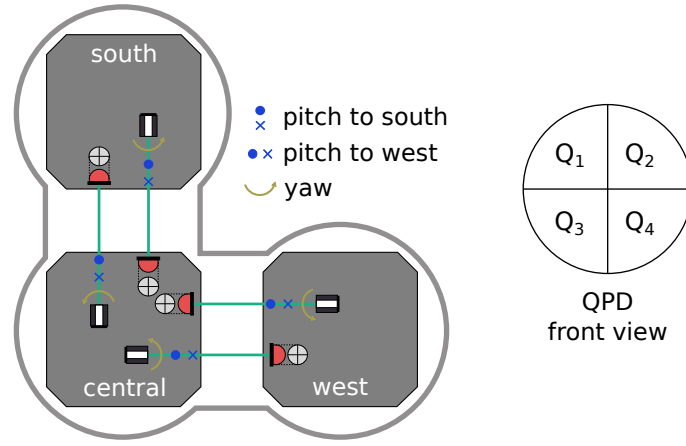 south
pitch to south
pitch to west
yaw
central
west
Q1 Q2
Q3 Q4
QPD
front view